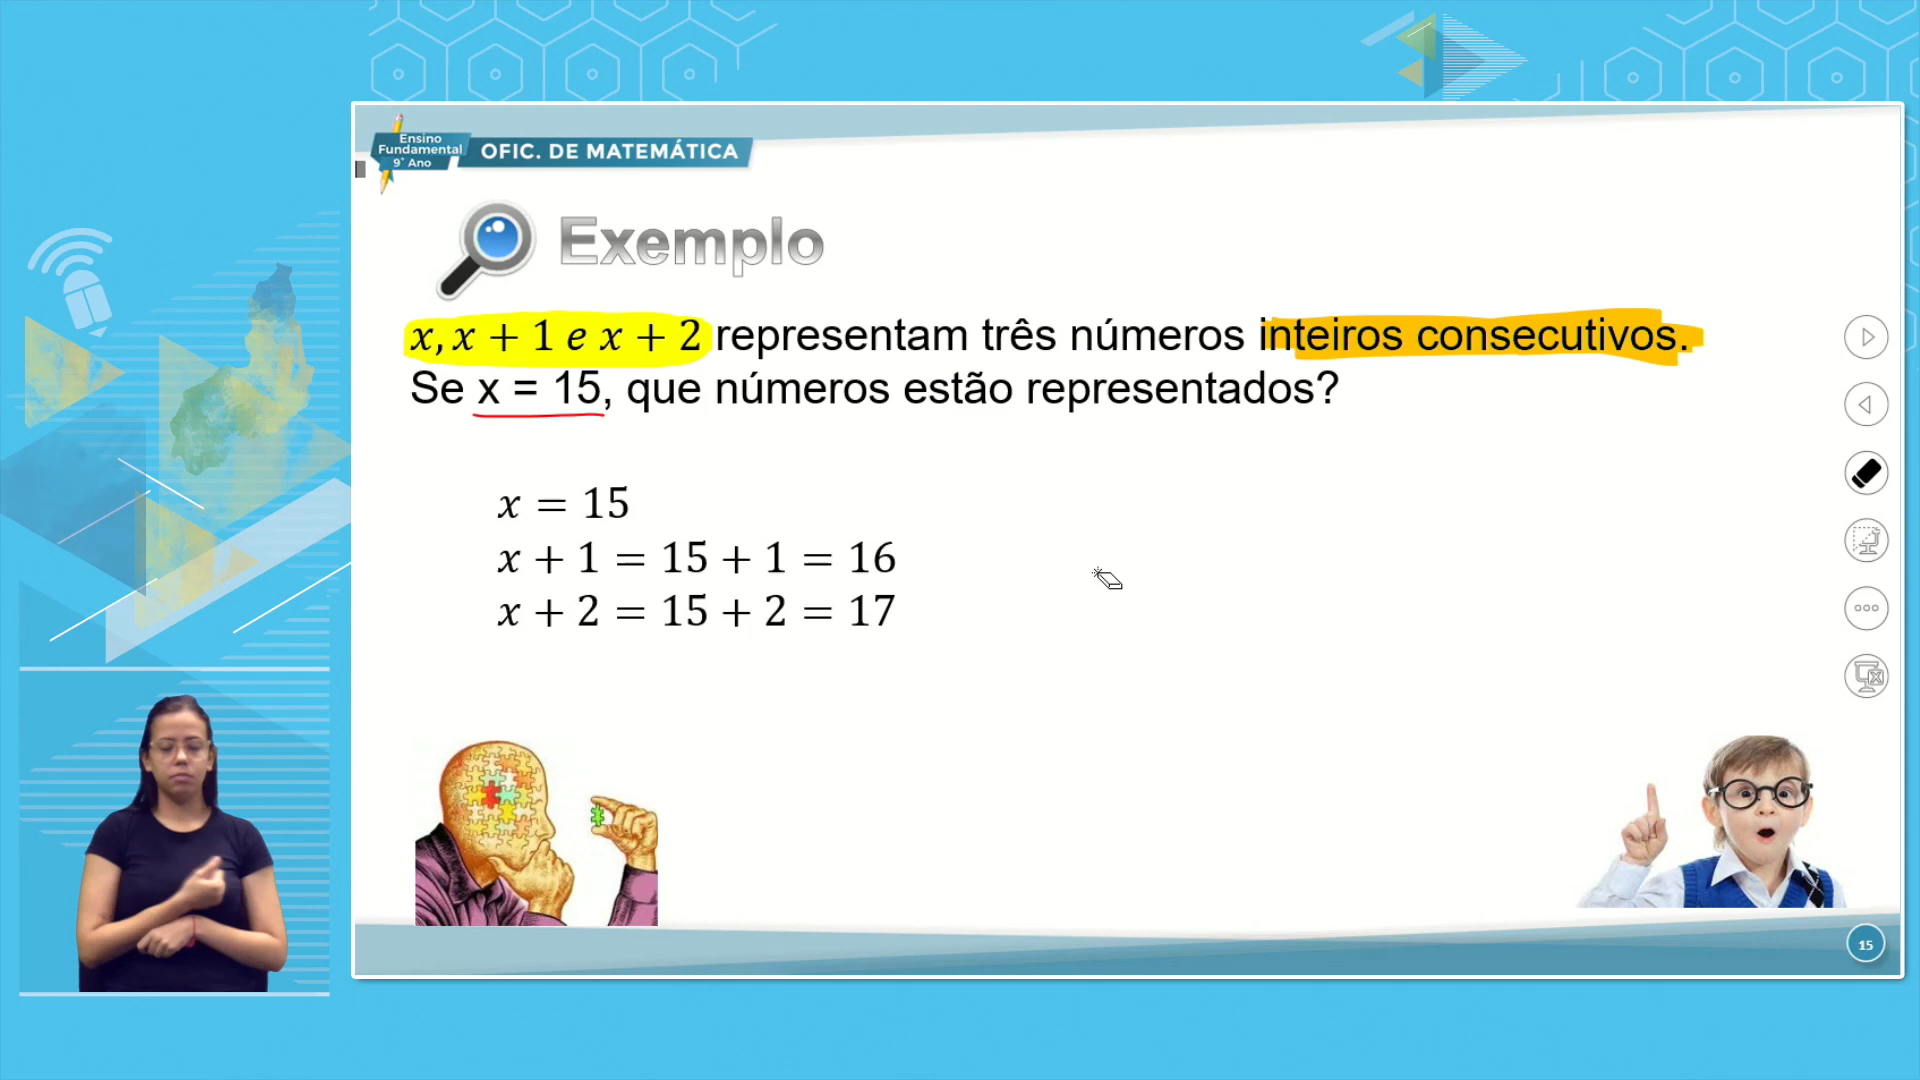 Ensino
Fundamental
9° Ano
OFIC. DE MATEMÁTICA
Exemplo
x, x + 1 e x + 2 representam três números inteiros consecutivos.
Se x = 15, que números estão representados?
x = 15
x + 1 = 15 + 1 = 16
x + 2 = 15 + 2 = 17
15